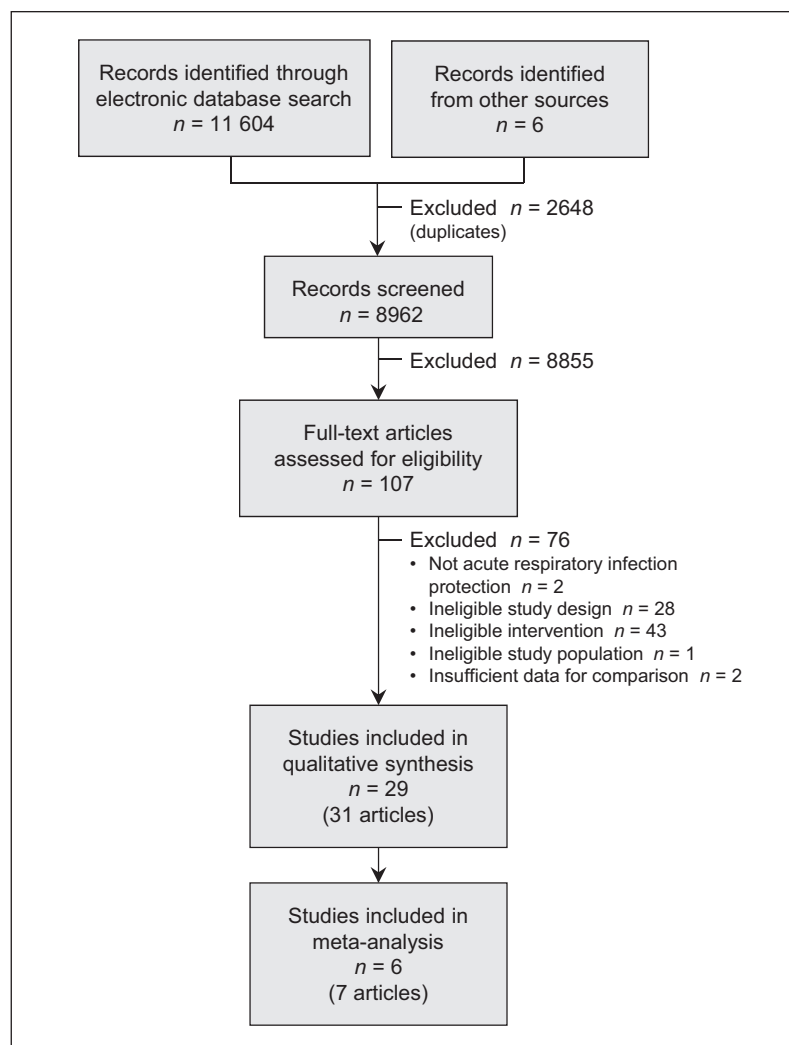 Records identified through
electronic database search
n = 11 604
Records identified
from other sources
n = 6
Excluded n = 2648
(duplicates)
Records screened
n = 8962
Excluded n = 8855
Full-text articles
assessed for eligibility
n = 107
Excluded n = 76
• Not acute respiratory infection
protection n = 2
• Ineligible study design n = 28
• Ineligible intervention n = 43
• Ineligible study population n = 1
• Insufficient data for comparison n = 2
Studies included in
qualitative synthesis
n = 29
(31 articles)
Studies included in
meta-analysis
n = 6
(7 articles)